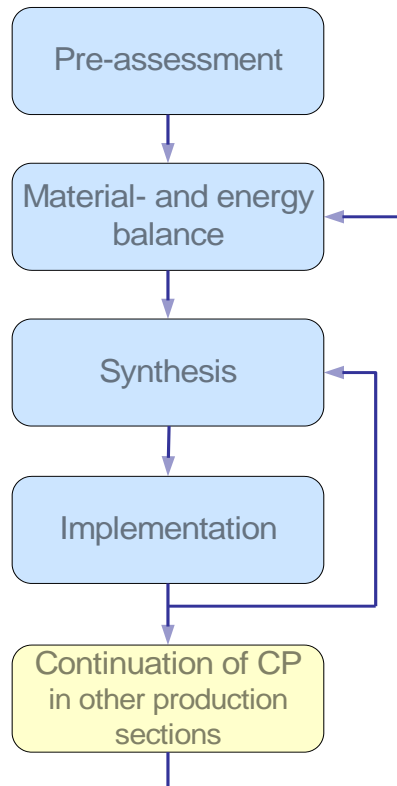 Pre-assessment
Material- and energy
balance
Synthesis
Implementation
Continuation of CP
in other production
sections